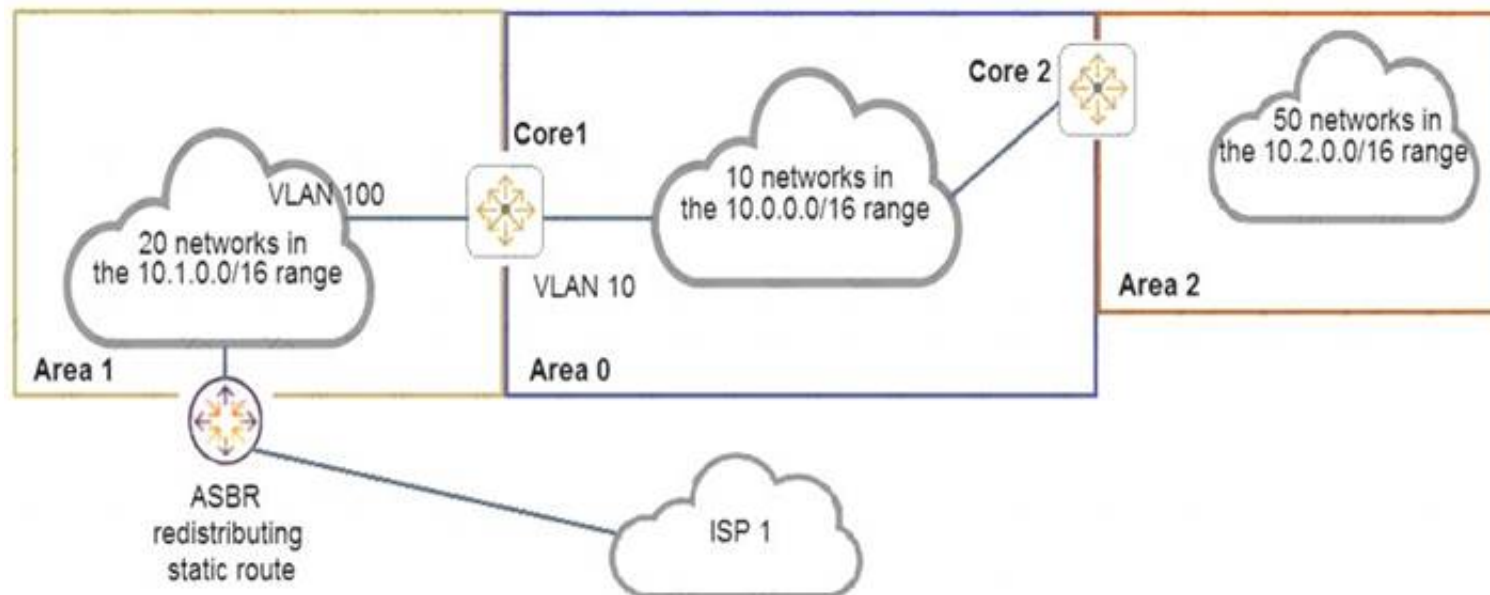 Core 2
50 networks in
the 10.2.0.0/16 range
Core1
VLAN 100
10 networks in
the 10.0.0.0/16 range
20 networks in
the 10.1.0.0/16 range
VLAN 10
Area 2
Area 1
Area 0
ASBR
redistributing
static route
ISP 1